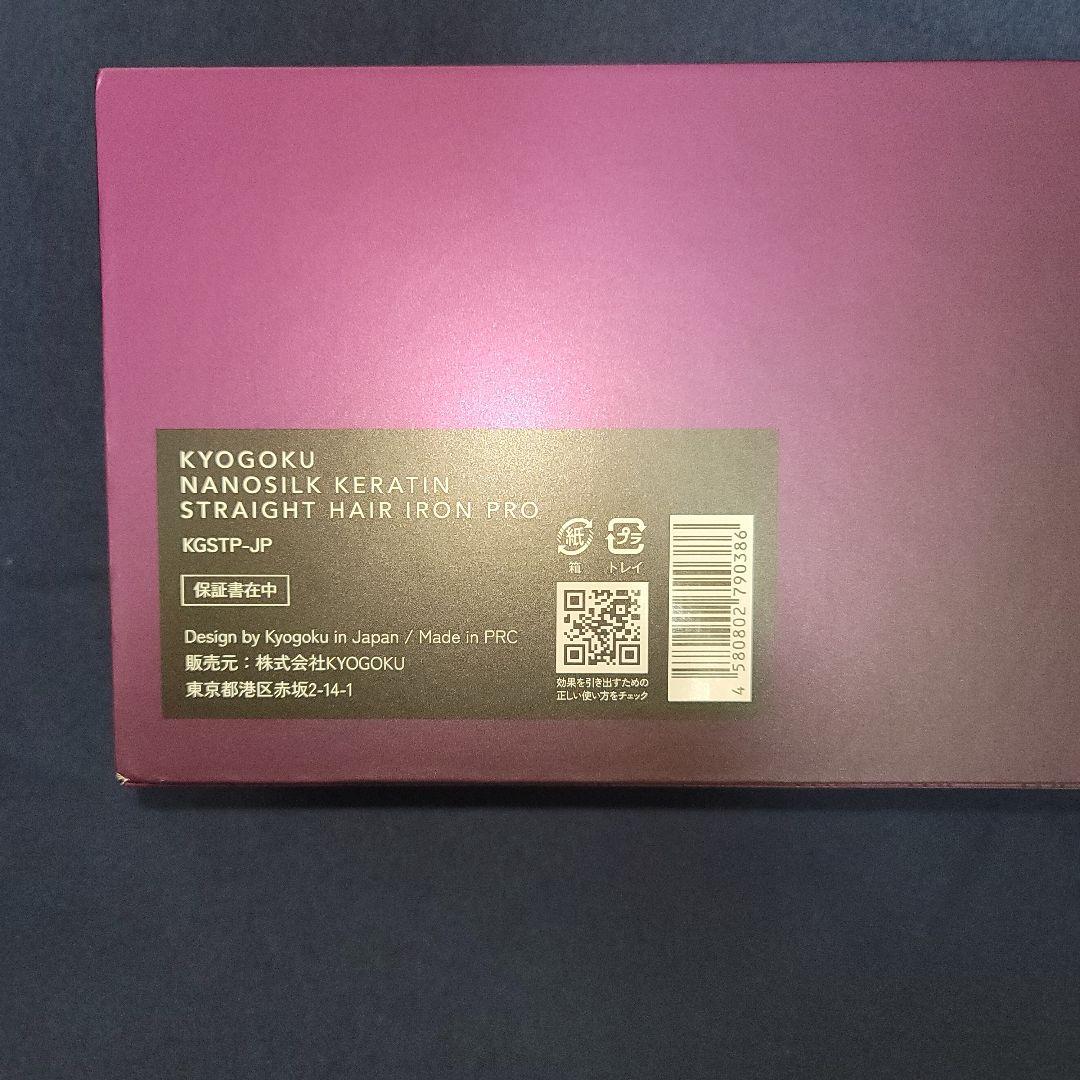 KYOGOKU
NANOSILK KERATIN
STRAIGHT HAIR IRON PRO
KGSTP-JP
保証書在中
Design by Kyogoku in Japan / Made in PRC
販売元：株式会社KYOGOKU
東京都港区赤坂2-14-1
紙 プラ
箱 トレイ
効果を引き出すための
正しい使い方をチェック
4 580802 790386